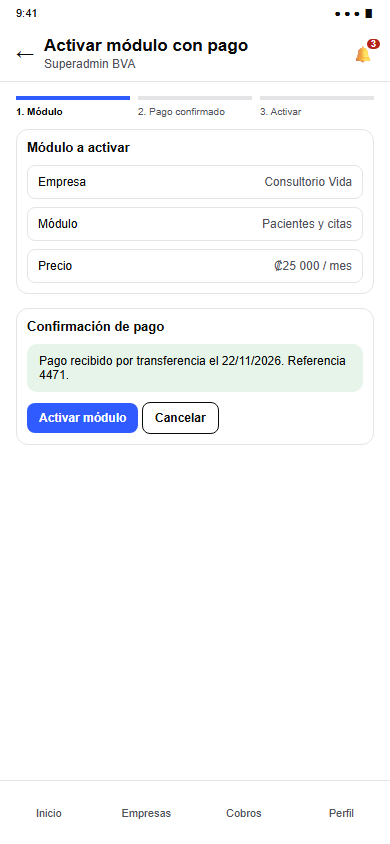 9:41
Activar módulo con pago
Superadmin BVA
3
1. Módulo
2. Pago confirmado
3. Activar
Módulo a activar
Empresa
Consultorio Vida
Módulo
Pacientes y citas
Precio
₡25 000 / mes
Confirmación de pago
Pago recibido por transferencia el 22/11/2026. Referencia
4471.
Activar módulo
Cancelar
Inicio
Empresas
Cobros
Perfil